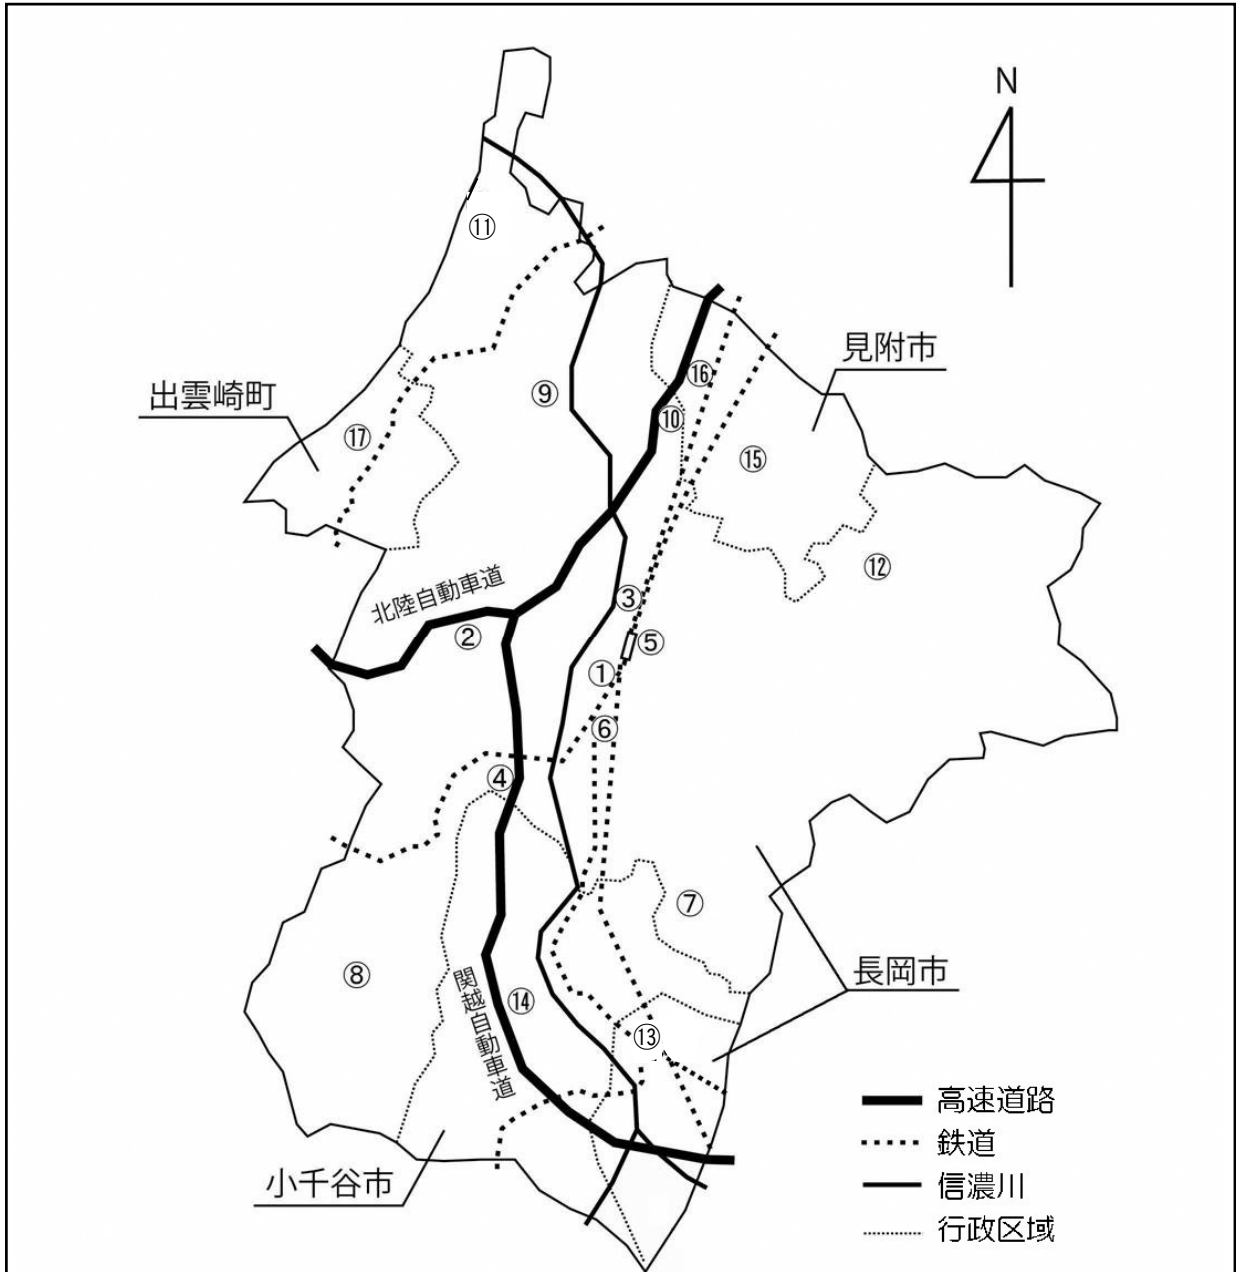 N
⑪
見附市
⑯
出雲崎町
⑨
⑩
⑰
⑮
⑫
北陸自動車道
③
②
⑤
①
⑥
④
⑦
長岡市
⑧
関越自動車道
⑭
⑬
高速道路
鉄道
小千谷市
信濃川
行政区域